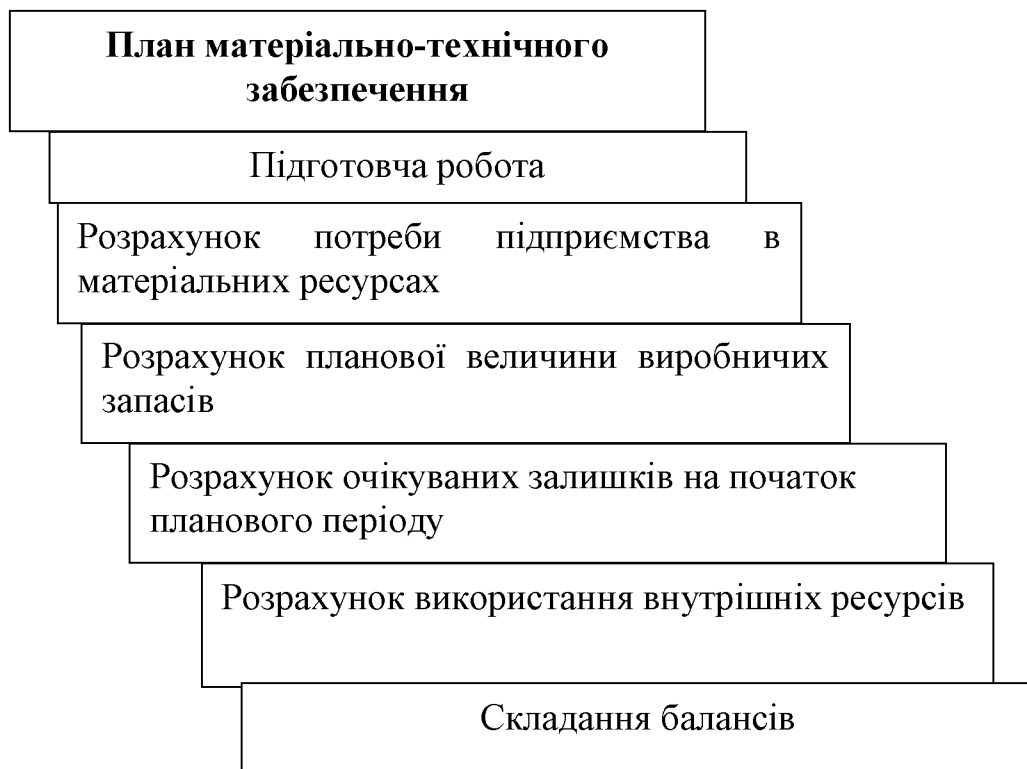 План матеріально-технічного
забезпечення
Підготовча робота
Розрахунок потреби підприємства в
матеріальних ресурсах
Розрахунок планової величини виробничих
запасів
Розрахунок очікуваних залишків на початок
планового періоду
Розрахунок використання внутрішніх ресурсів
Складання балансів